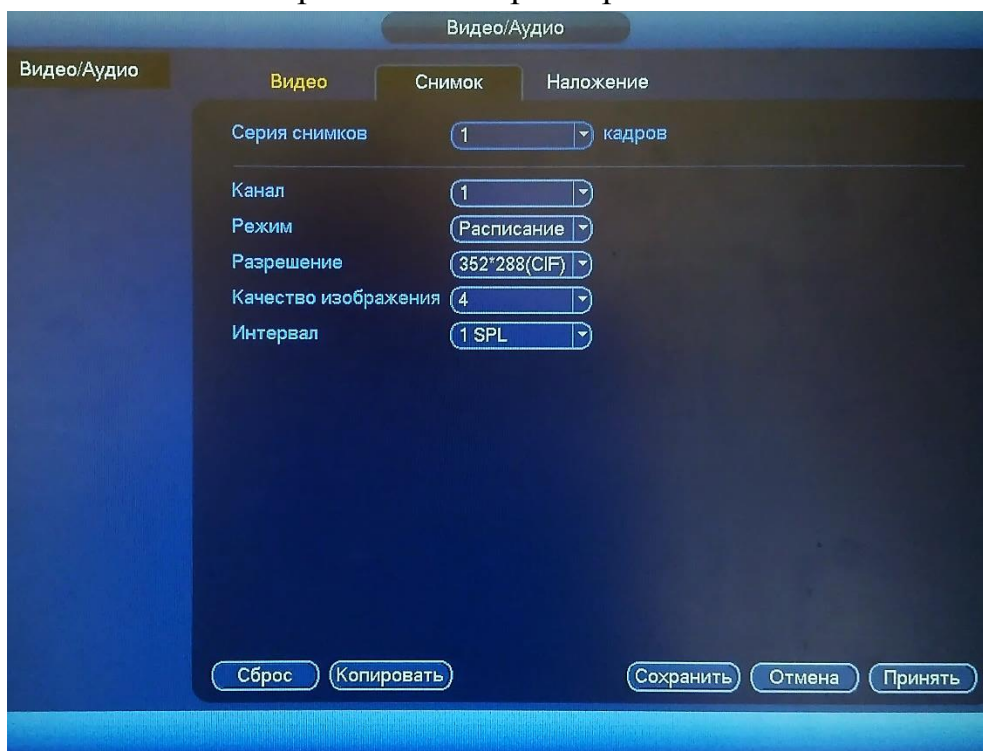 Видео/Аудио
Видео/Аудио
Видео Снимок Наложение
Серия снимков 1 кадров
Канал 1
Режим Расписание
Разрешение 352*288(CIF)
Качество изображения 4
Интервал 1 SPL
Сброс Копировать Сохранить Отмена Принять